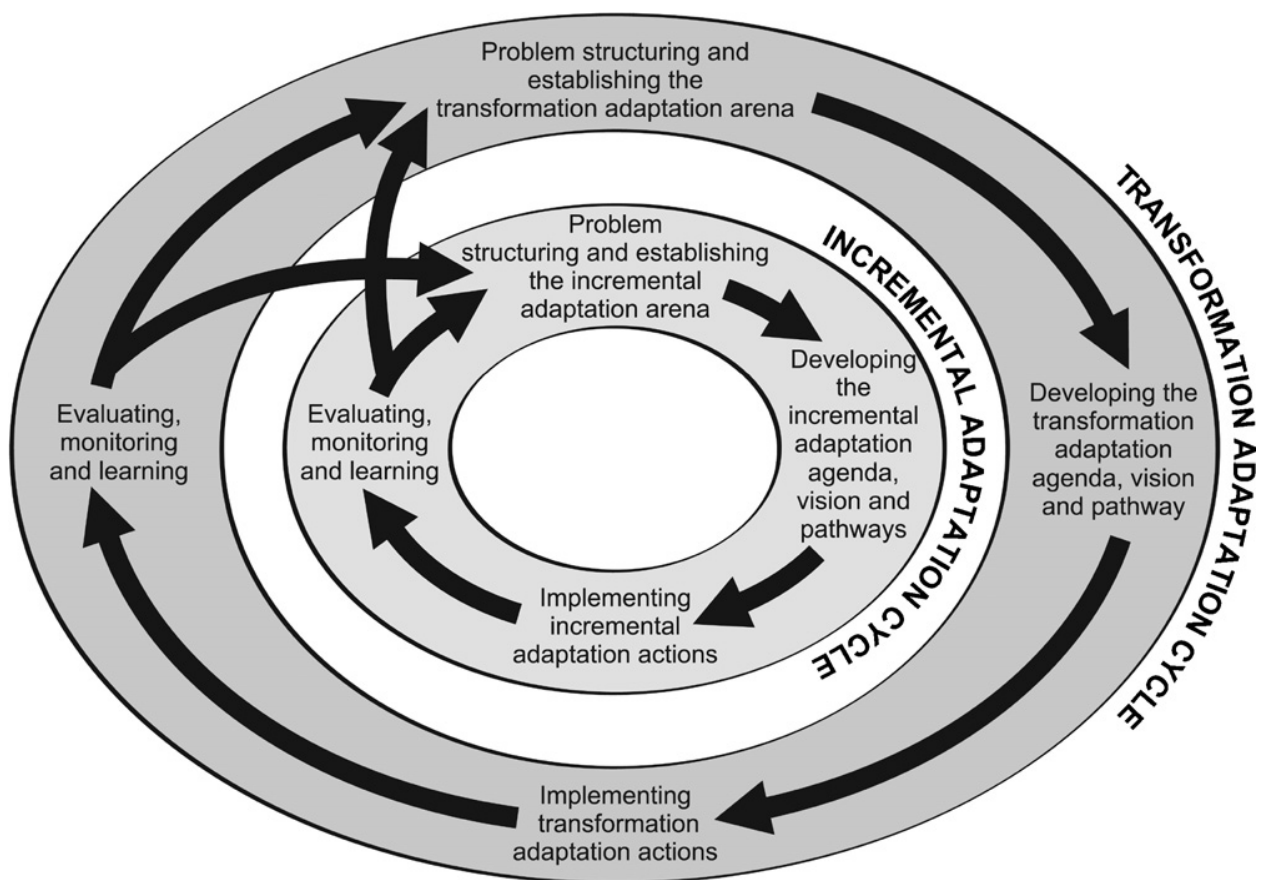 Problem structuring and
establishing the
transformation adaptation arena
TRANSFORMATION ADAPTATION CYCLE
INCREMENTAL ADAPTATION CYCLE
Problem
structuring and establishing
the incremental
adaptation arena
Developing
the
incremental
adaptation
agenda,
vision and
pathways
Developing the
transformation
adaptation
agenda, vision
and pathway
Evaluating,
monitoring
and learning
Evaluating,
monitoring
and learning
Implementing
incremental
adaptation actions
Implementing
transformation
adaptation actions